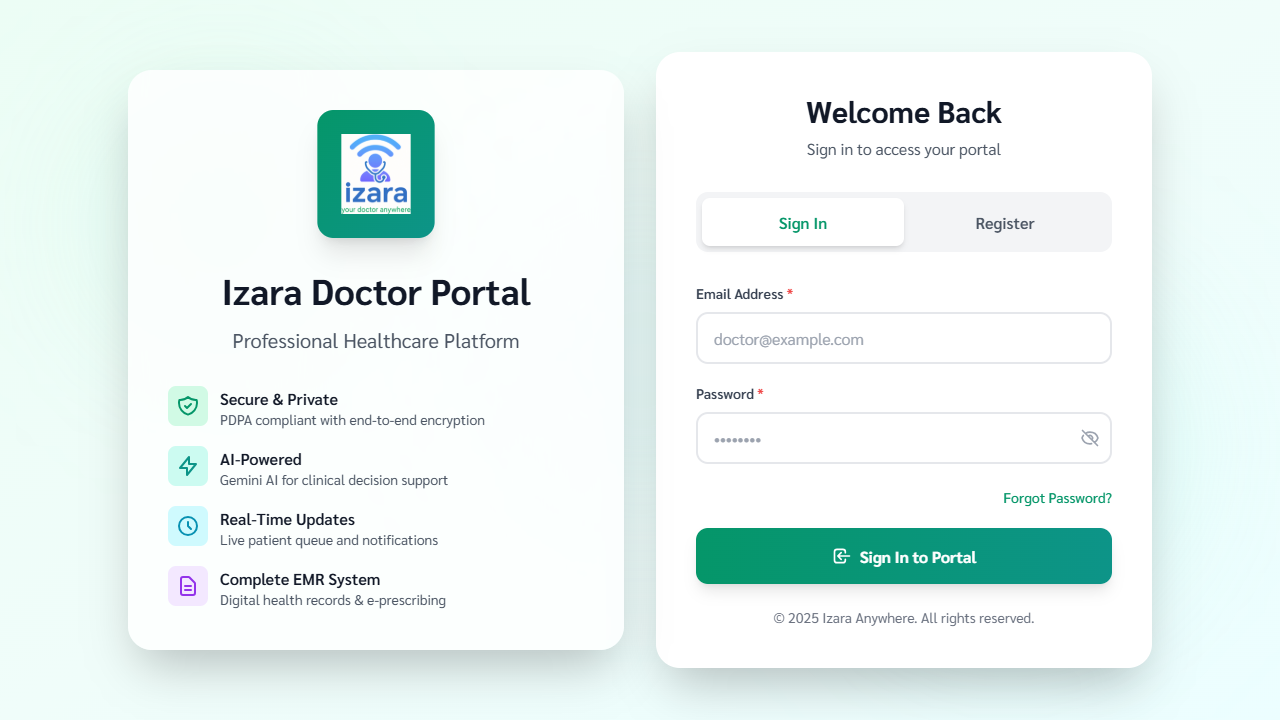 izara
your doctor anywhere
Izara Doctor Portal
Professional Healthcare Platform
Secure & Private
PDPA compliant with end-to-end encryption
AI-Powered
Gemini AI for clinical decision support
Real-Time Updates
Live patient queue and notifications
Complete EMR System
Digital health records & e-prescribing
Welcome Back
Sign in to access your portal
Sign In
Register
Email Address *
doctor@example.com
Password *
••••••••
Forgot Password?
Sign In to Portal
© 2025 Izara Anywhere. All rights reserved.